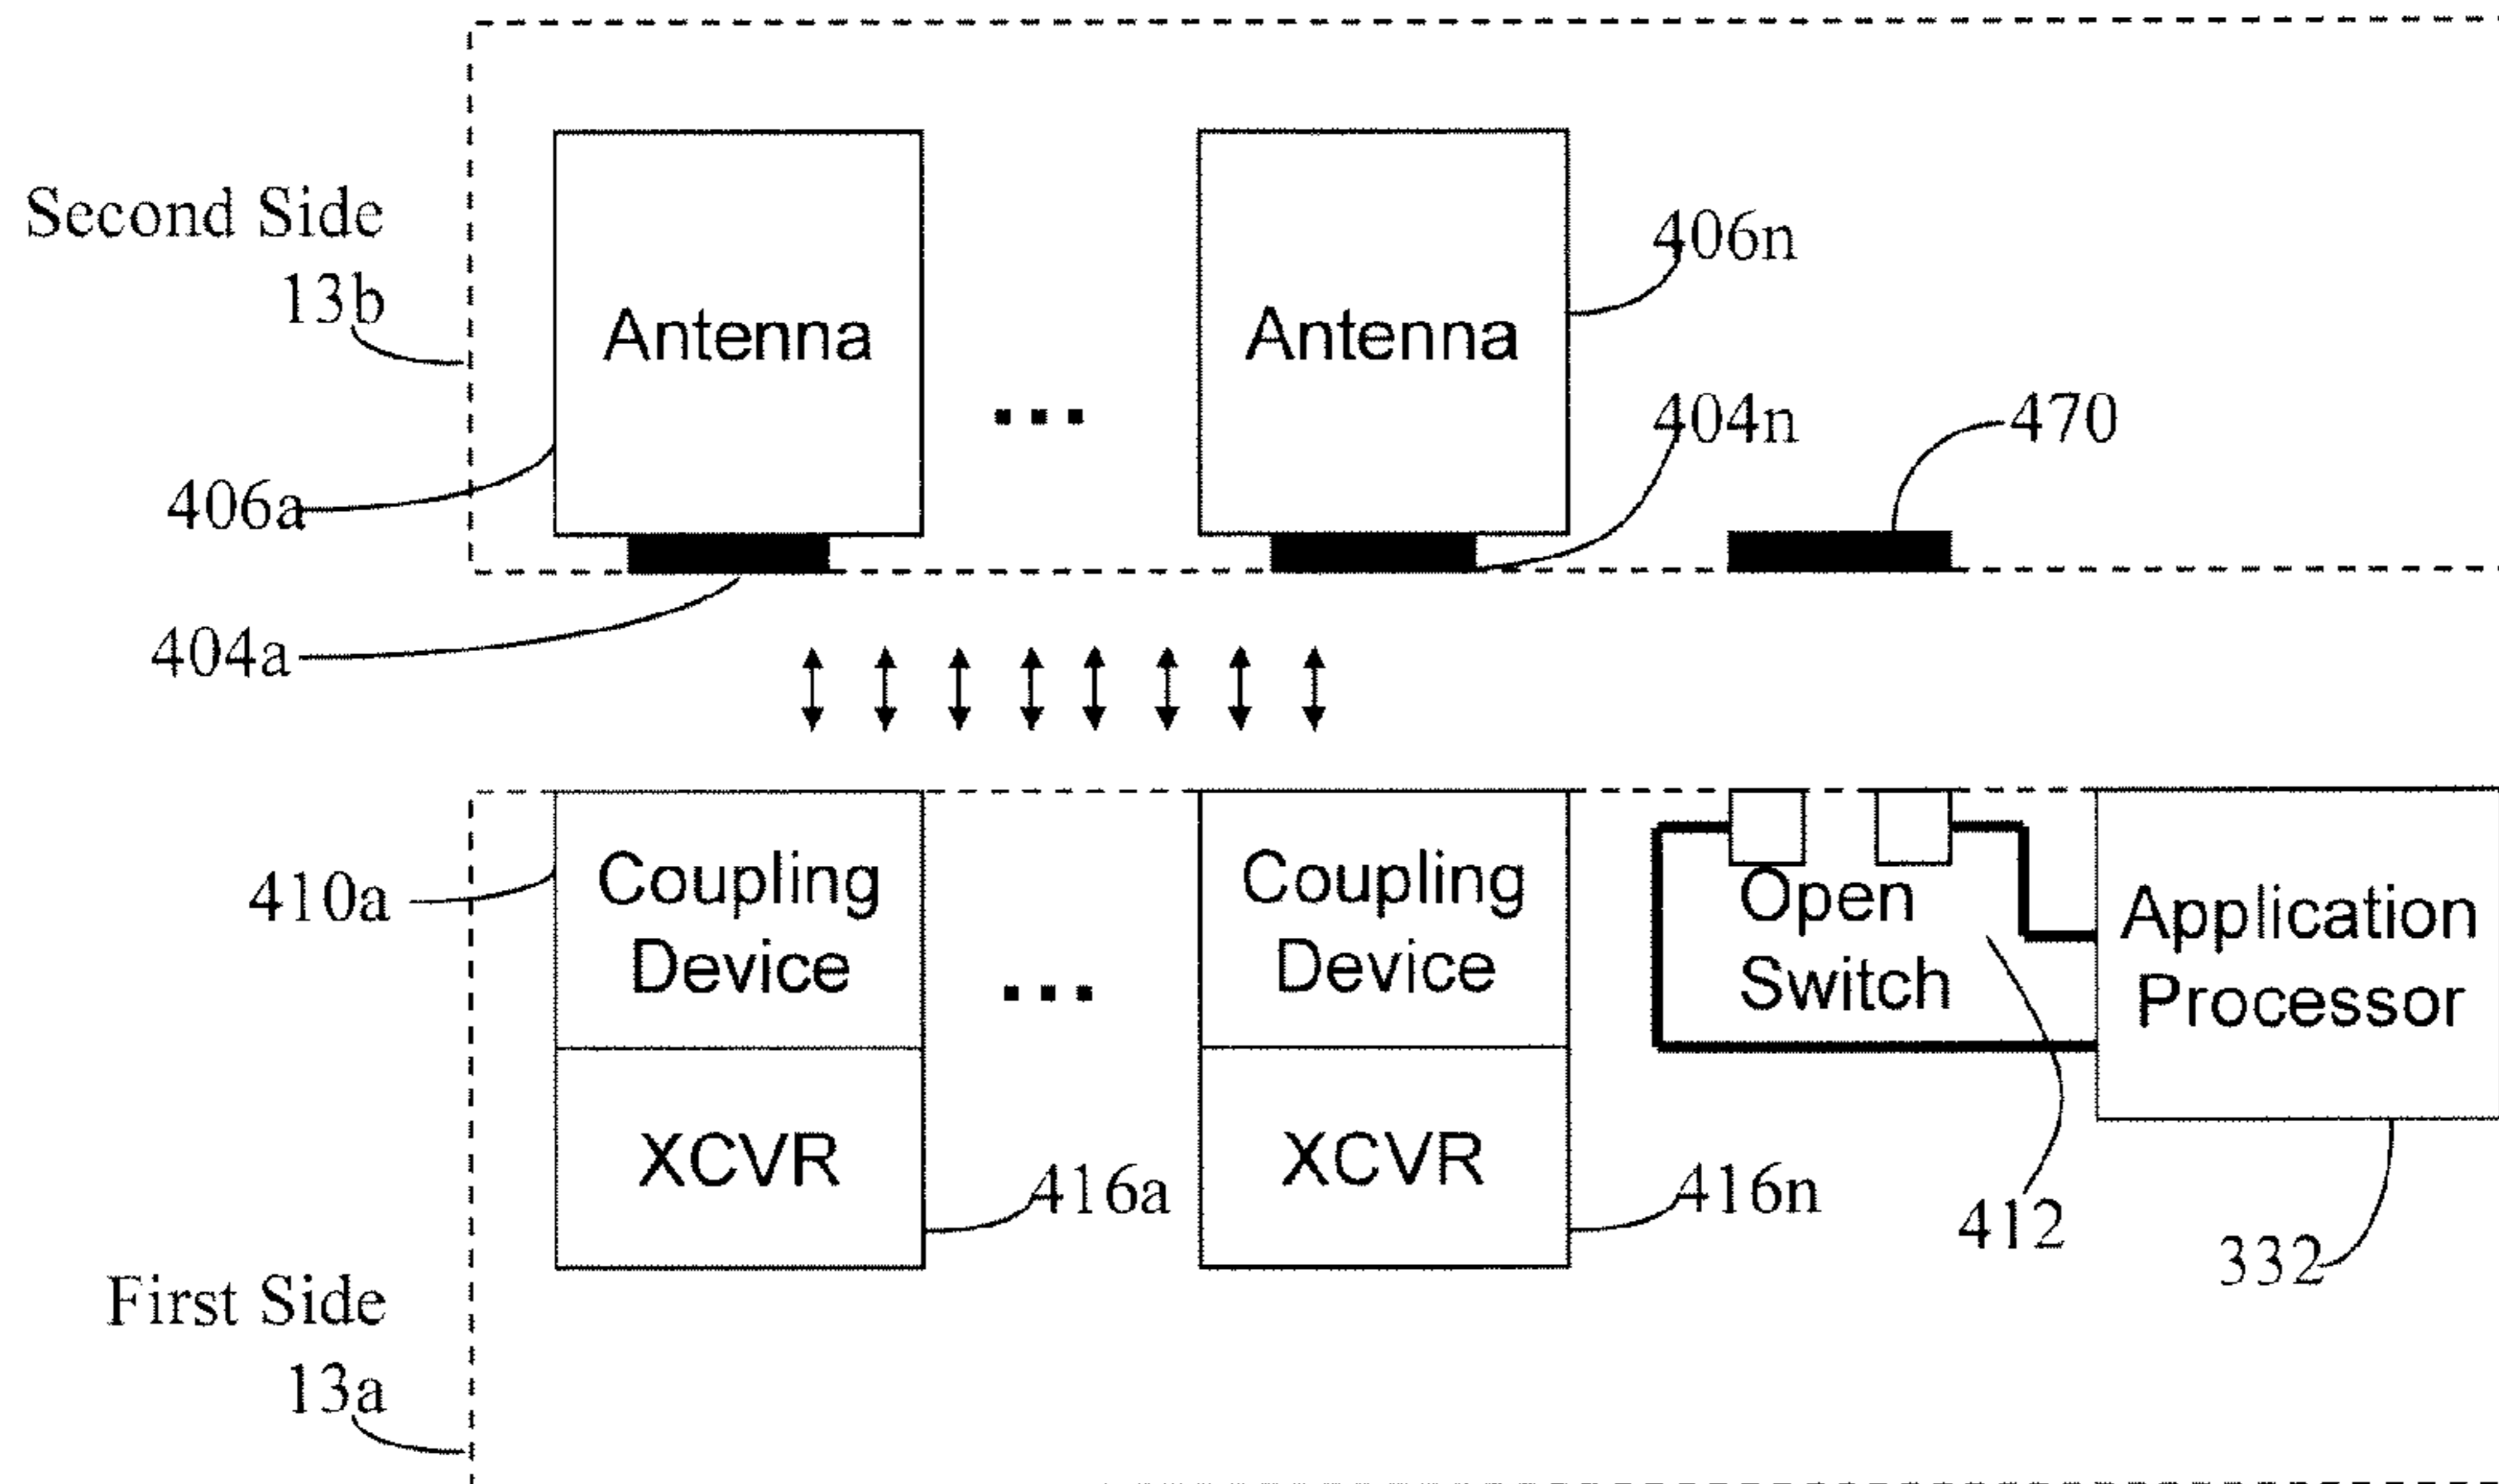 Second Side
13b
Antenna
Antenna
406n
...
404n
470
406a
404a
410a
Coupling
Device
...
Coupling
Device
Open
Switch
Application
Processor
XCVR
416a
XCVR
416n
412
332
First Side
13a